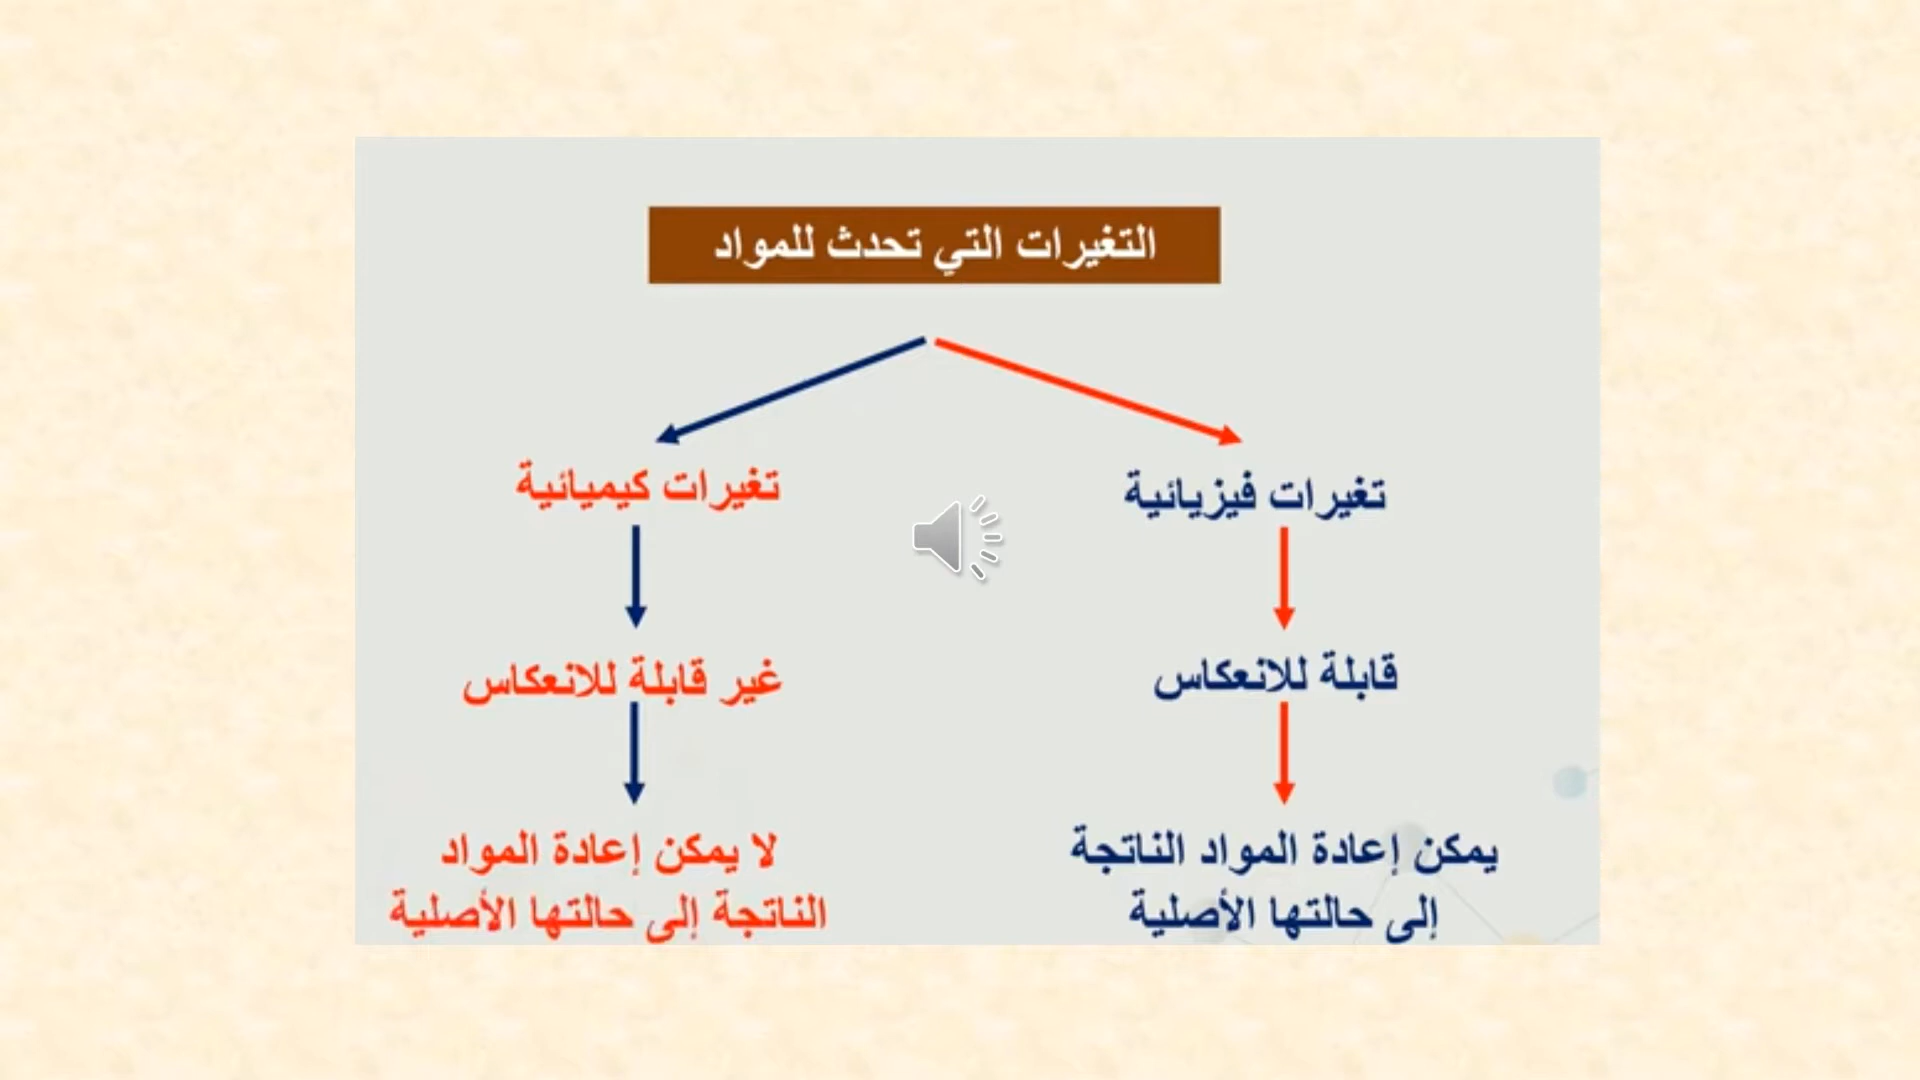 التغيرات التي تحدث للمواد
تغيرات فيزيائية
قابلة للانعكاس
يمكن إعادة المواد الناتجة
إلى حالتها الأصلية
تغيرات كيميائية
غير قابلة للانعكاس
لا يمكن إعادة المواد
الناتجة إلى حالتها الأصلية